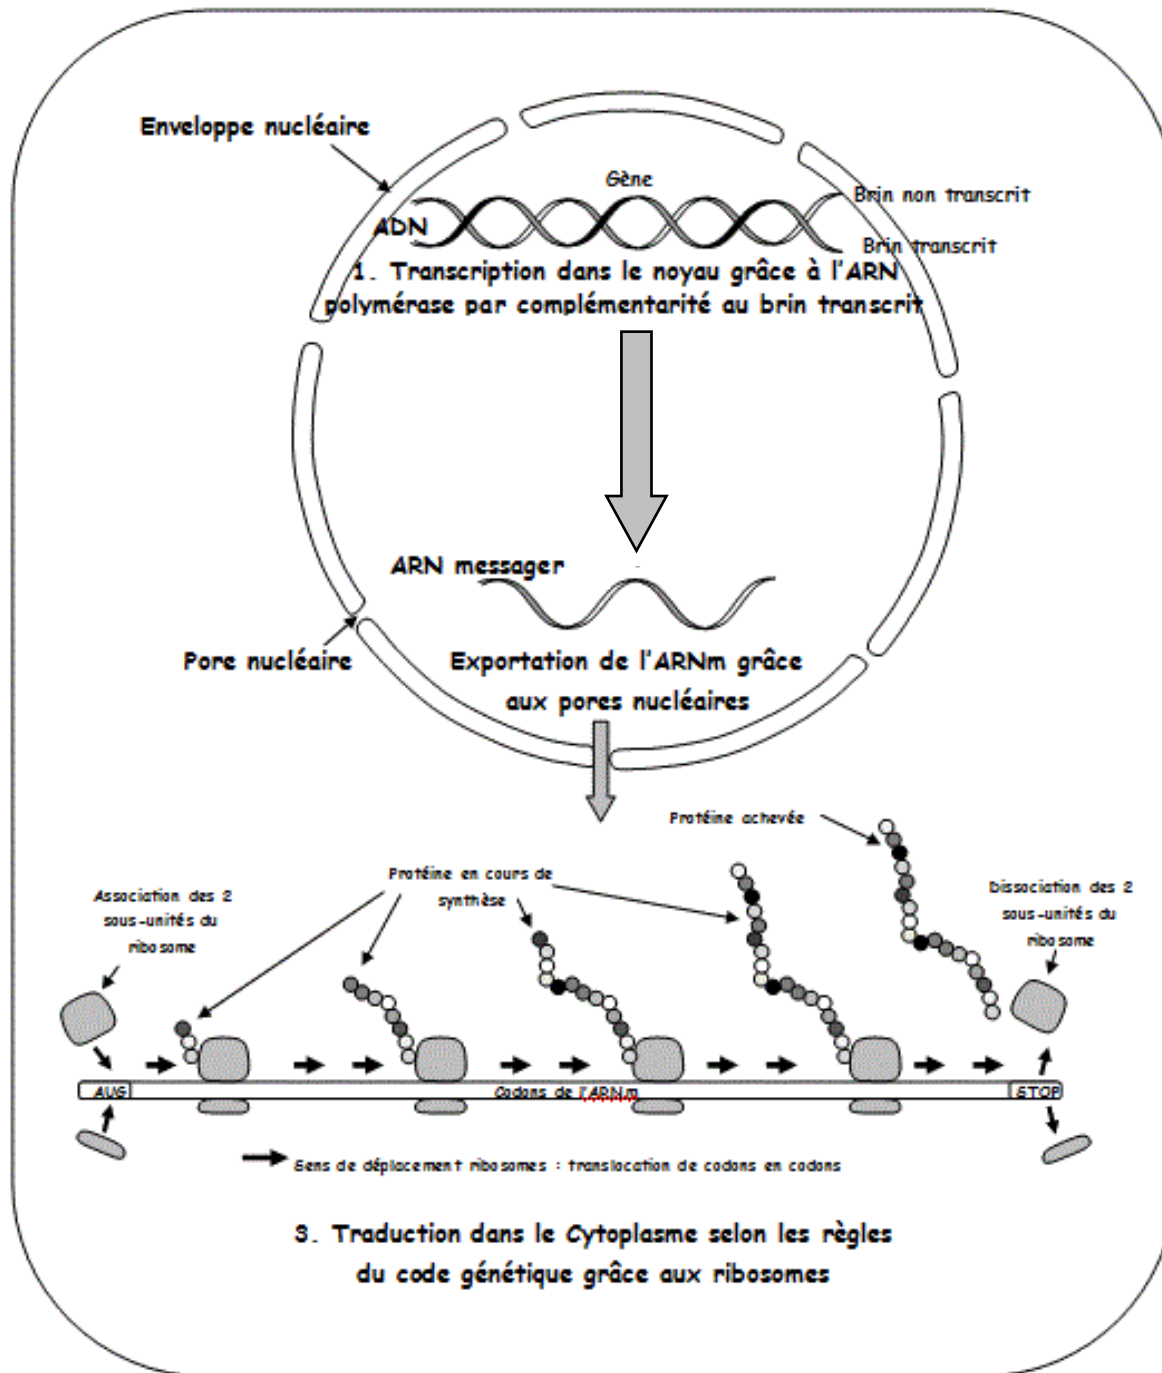 Enveloppe nucléaire
Gène
Brin non transcrit
ADN
Brin transcrit
1. Transcription dans le noyau grâce à l'ARN
polymérase par complémentarité au brin transcrit
ARN messager
Pore nucléaire
Exportation de l'ARNm grâce
aux pores nucléaires
Protéine achevée
Protéine en cours de
synthèse
Association des 2
sous-unités du
ribosome
Dissociation des 2
sous-unités du
ribosome
AUG
Codons de l'ARNm
STOP
Sens de déplacement ribosomes : translocation de codons en codons
3. Traduction dans le Cytoplasme selon les règles
du code génétique grâce aux ribosomes